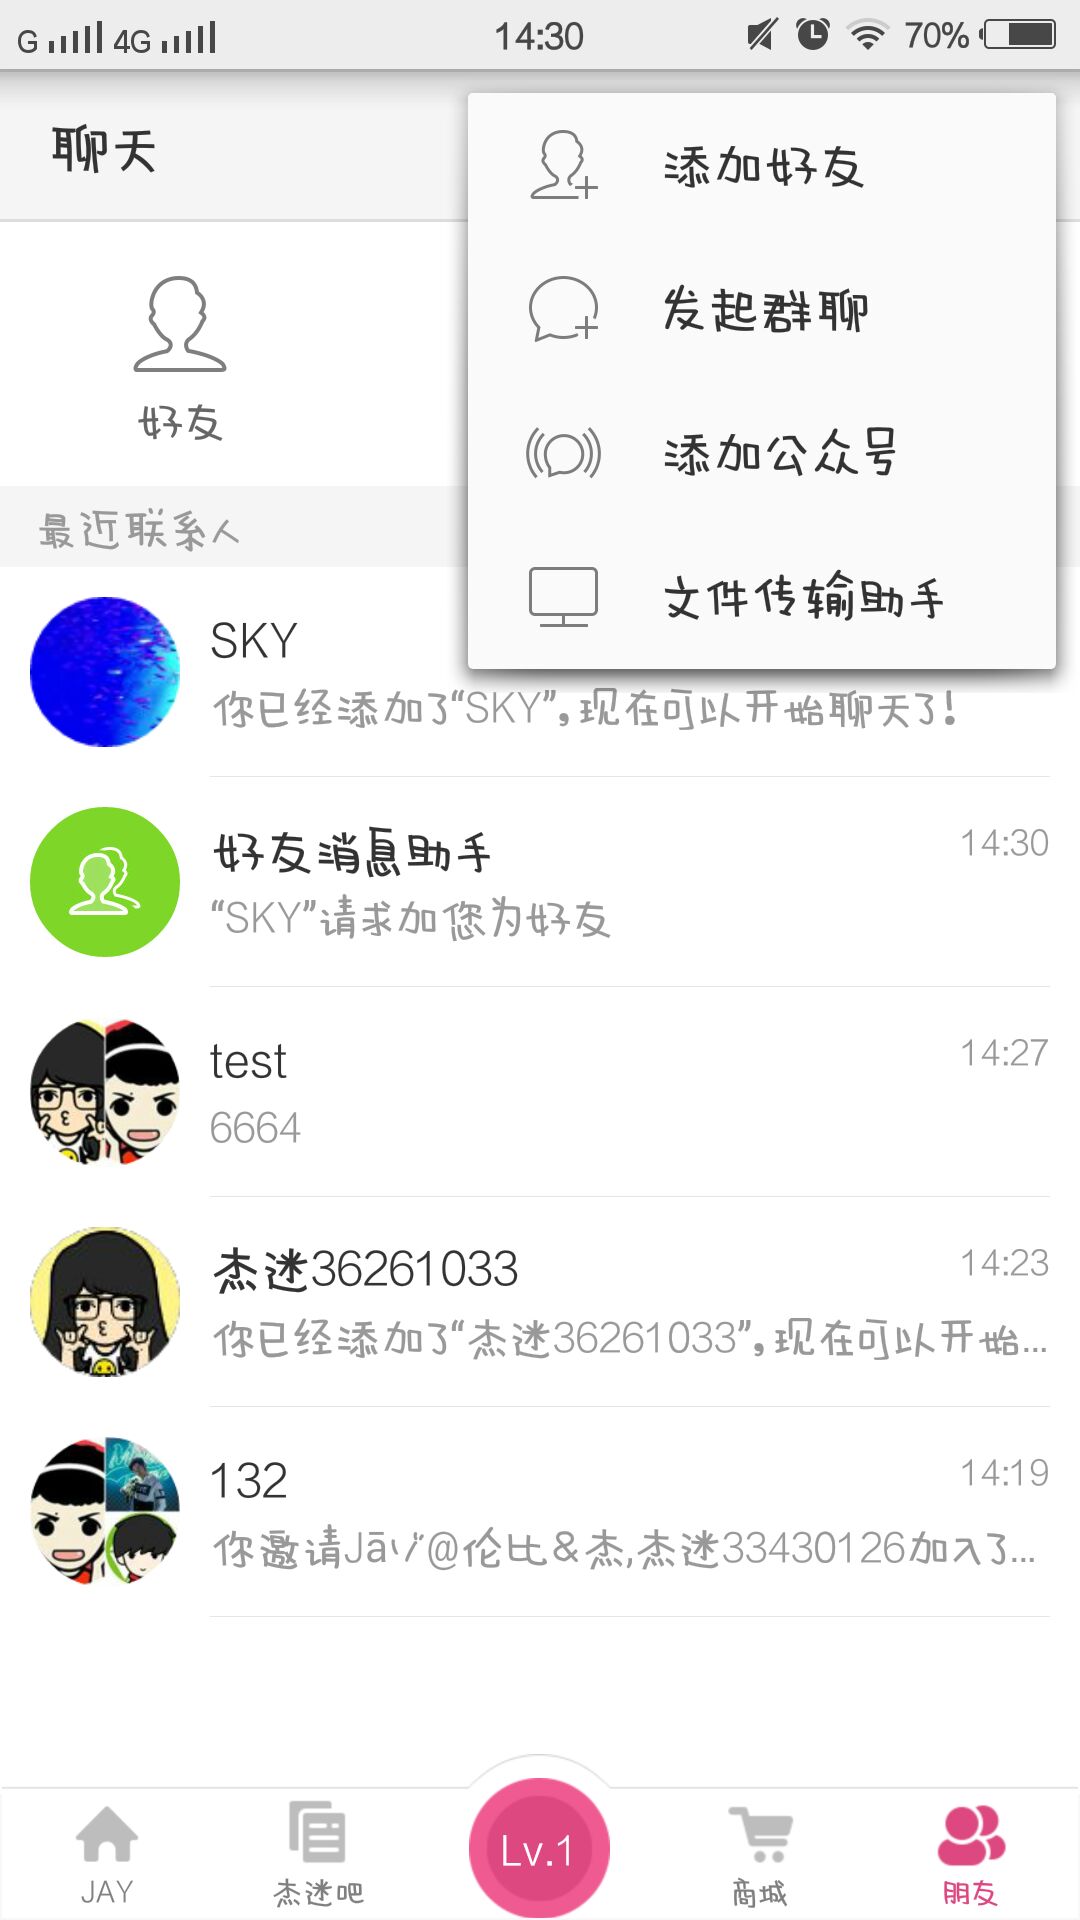 G 4G 14:30 70%
聊天
添加好友
发起群聊
添加公众号
文件传输助手
好友
最近联系人
SKY
你已经添加了“SKY”,现在可以开始聊天了!
好友消息助手 14:30
“SKY”请求加您为好友
test 14:27
6664
杰迷36261033 14:23
你已经添加了“杰迷36261033”,现在可以开始...
132 14:19
你邀请Jāぃ゛@伦比&杰,杰迷33430126加入了...
JAY 杰迷吧 Lv.1 商城 朋友